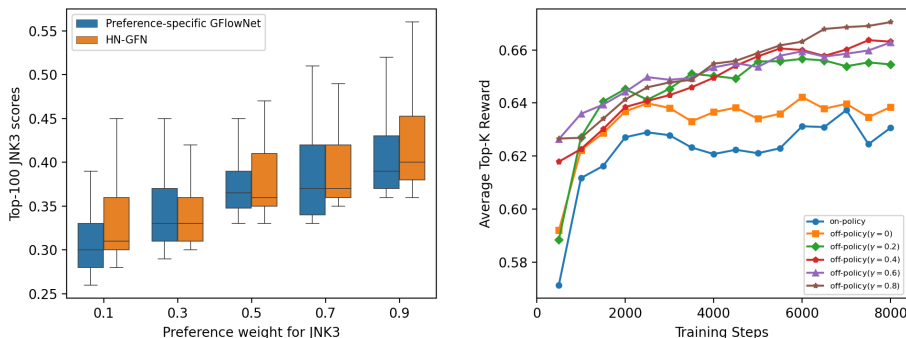 Preference-specific GFlowNet
HN-GFN
0.55
0.50
0.45
0.40
0.35
0.30
0.25
Top-100 JNK3 scores
0.1 0.3 0.5 0.7 0.9
Preference weight for JNK3
0.66
0.64
0.62
0.60
0.58
Average Top-K Reward
on-policy
off-policy(γ = 0)
off-policy(γ = 0.2)
off-policy(γ = 0.4)
off-policy(γ = 0.6)
off-policy(γ = 0.8)
0 2000 4000 6000 8000
Training Steps